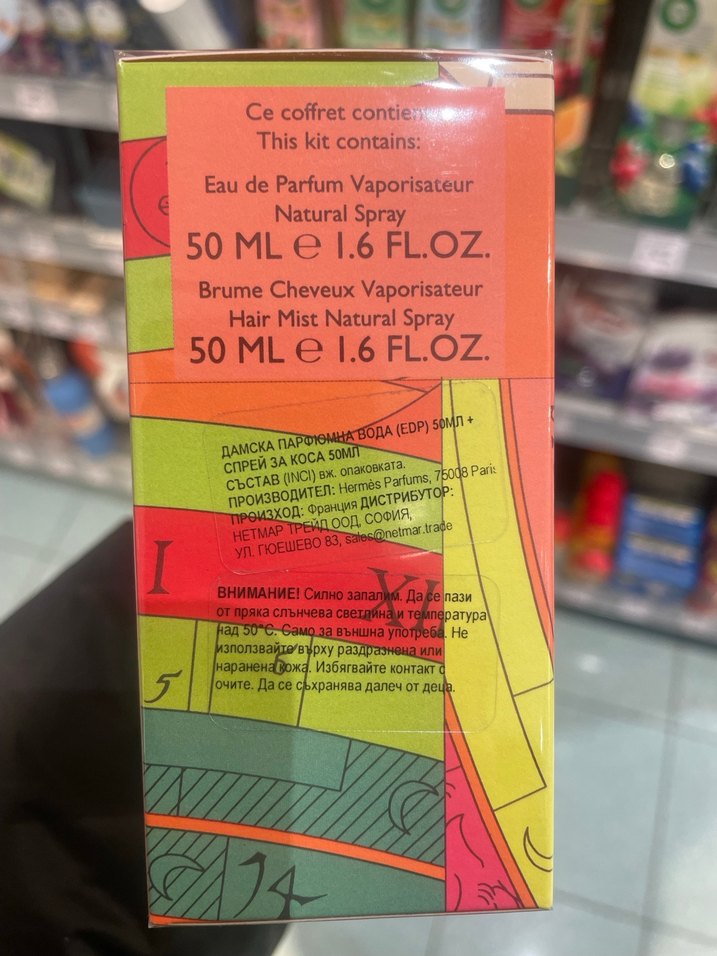 Ce coffret contient
This kit contains:
Eau de Parfum Vaporisateur
Natural Spray
50 ML e 1.6 FL.OZ.
Brume Cheveux Vaporisateur
Hair Mist Natural Spray
50 ML e 1.6 FL.OZ.
ДАМСКА ПАРФЮМНА ВОДА (EDP) 50МЛ +
СПРЕЙ ЗА КОСА 50МЛ
СЪСТАВ (INCI) вж. опаковката.
ПРОИЗВОДИТЕЛ: Hermès Parfums, 75008 Paris
ПРОИЗХОД: Франция ДИСТРИБУТОР:
НЕТМАР ТРЕЙД ООД, СОФИЯ,
УЛ. ГЮЕШЕВО 83, sales@netmar.trade
I
XII
ВНИМАНИЕ! Силно запалим. Да се пази
от пряка слънчева светлина и температура
над 50°C. Само за външна употреба. Не
използвайте върху раздразнена или
наранена кожа. Избягвайте контакт с
очите. Да се съхранява далеч от деца.
5
6
14